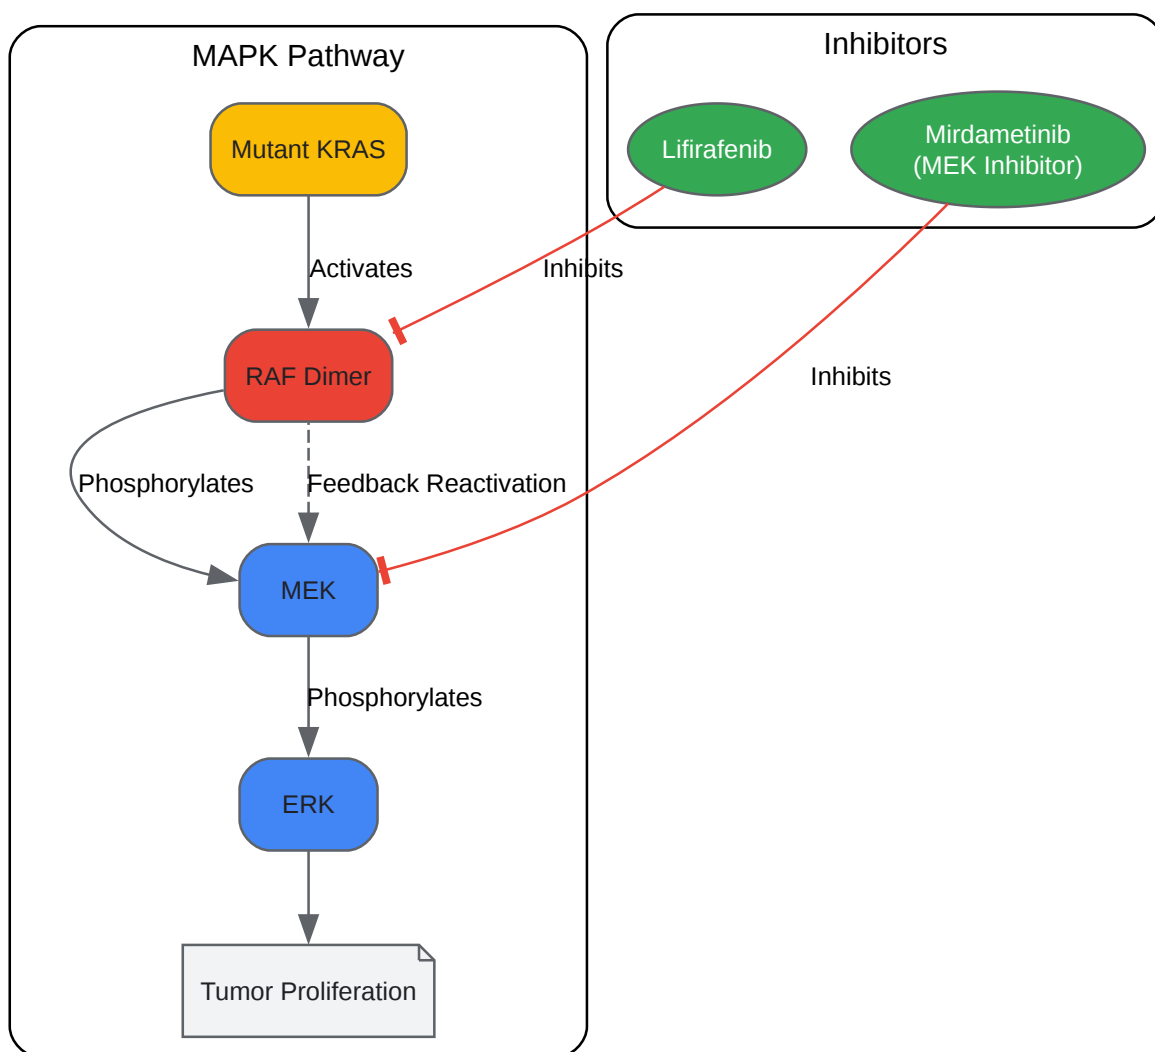 MAPK Pathway
Inhibitors
Mutant KRAS
Lifirafenib
Mirdametinib
(MEK Inhibitor)
Activates
Inhibits
RAF Dimer
Inhibits
Phosphorylates
Feedback Reactivation
MEK
Phosphorylates
ERK
Tumor Proliferation